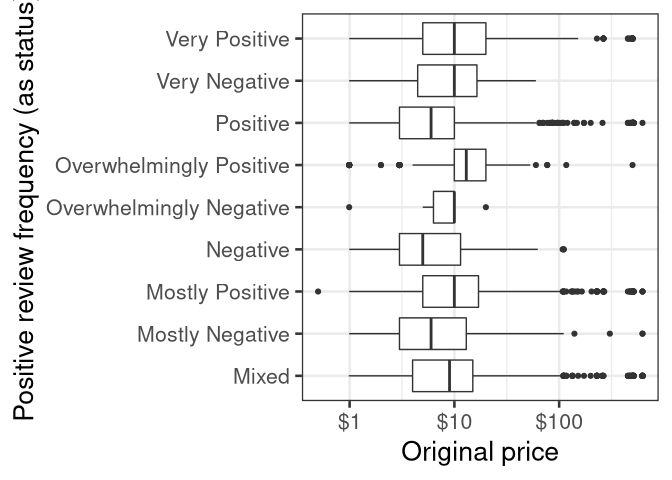 Positive review frequency (as status)
Very Positive
Very Negative
Positive
Overwhelmingly Positive
Overwhelmingly Negative
Negative
Mostly Positive
Mostly Negative
Mixed
$1 $10 $100
Original price